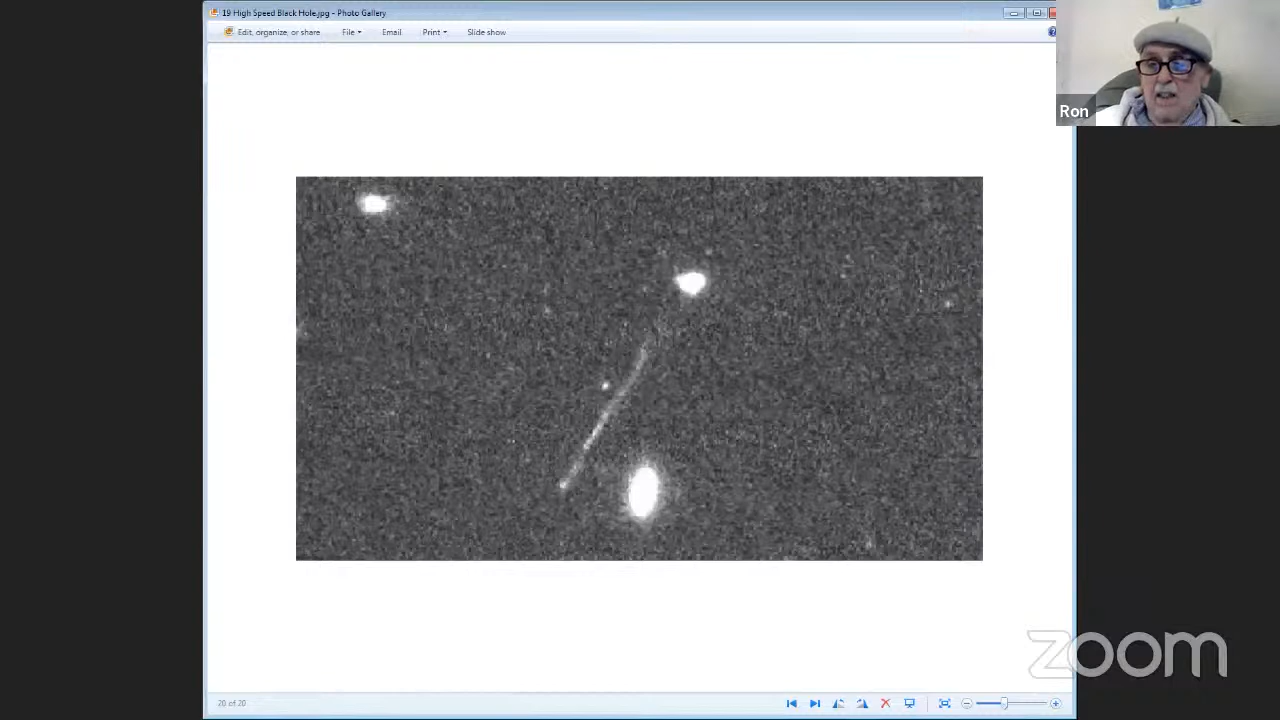 19 High Speed Black Hole.jpg - Photo Gallery
Edit, organize, or share File Email Print Slide show
Ron
zoom
20 of 20